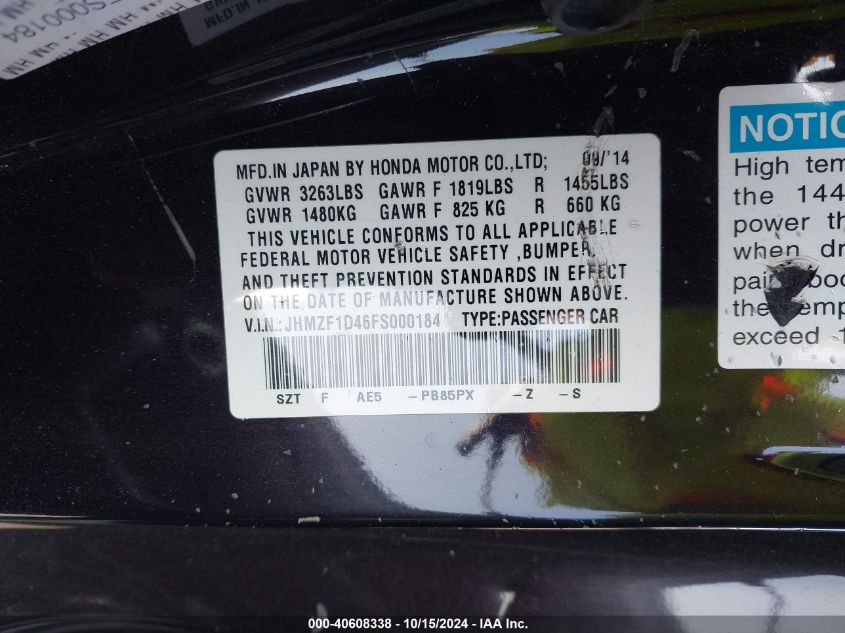 S000184
MFD.IN JAPAN BY HONDA MOTOR CO.,LTD; 09/'14
GVWR 3263LBS GAWR F 1819LBS R 1455LBS
GVWR 1480KG GAWR F 825 KG R 660 KG
THIS VEHICLE CONFORMS TO ALL APPLICABLE
FEDERAL MOTOR VEHICLE SAFETY ,BUMPER,
AND THEFT PREVENTION STANDARDS IN EFFECT
ON THE DATE OF MANUFACTURE SHOWN ABOVE.
V.I.N.:JHMZF1D46FS000184 TYPE:PASSENGER CAR
SZT F AE5 -PB85PX -Z -S
NOTIC
High tem
the 144
power th
when dr
the temp
exceed 1
000-40608338 - 10/15/2024 - IAA Inc.